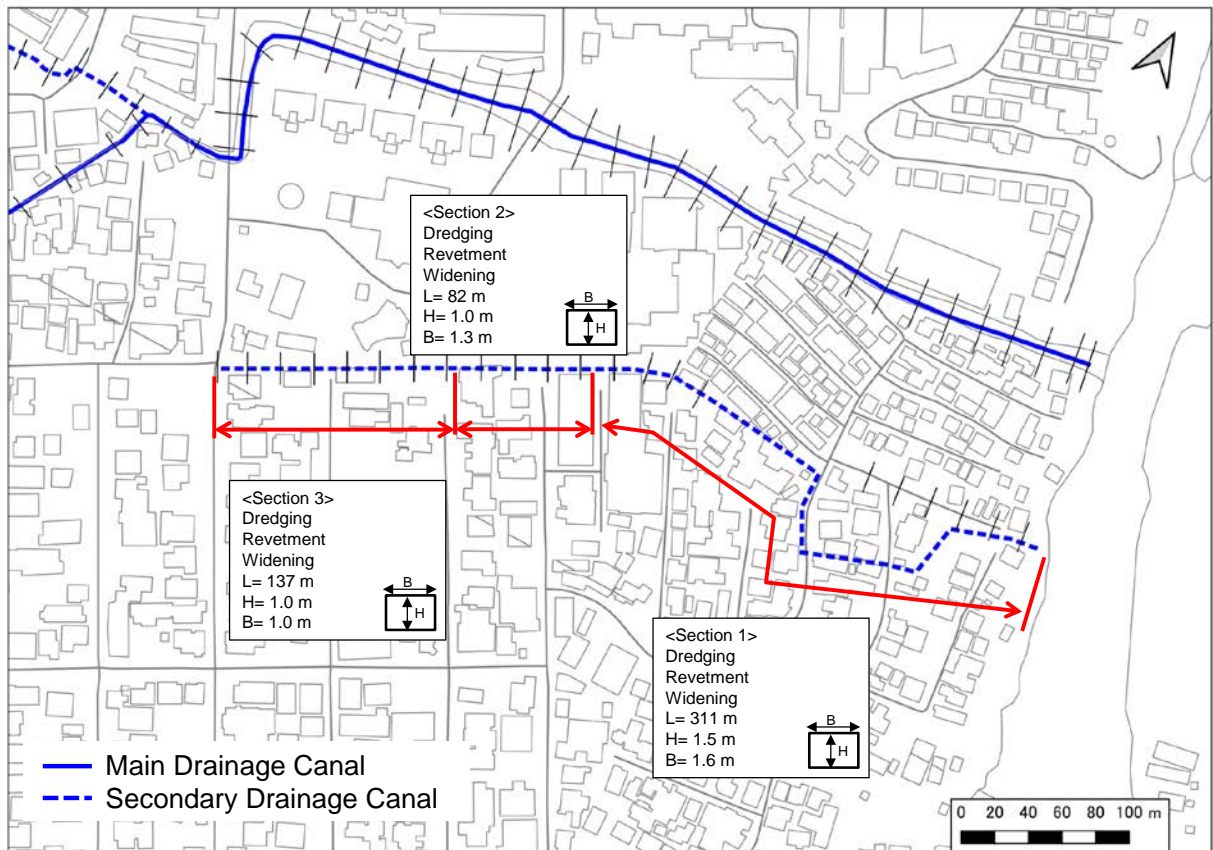 <Section 2>
Dredging
Revetment
Widening
L= 82 m
H= 1.0 m
B= 1.3 m
B
H
<Section 3>
Dredging
Revetment
Widening
L= 137 m
H= 1.0 m
B= 1.0 m
B
H
<Section 1>
Dredging
Revetment
Widening
L= 311 m
H= 1.5 m
B= 1.6 m
B
H
Main Drainage Canal
Secondary Drainage Canal
0 20 40 60 80 100 m